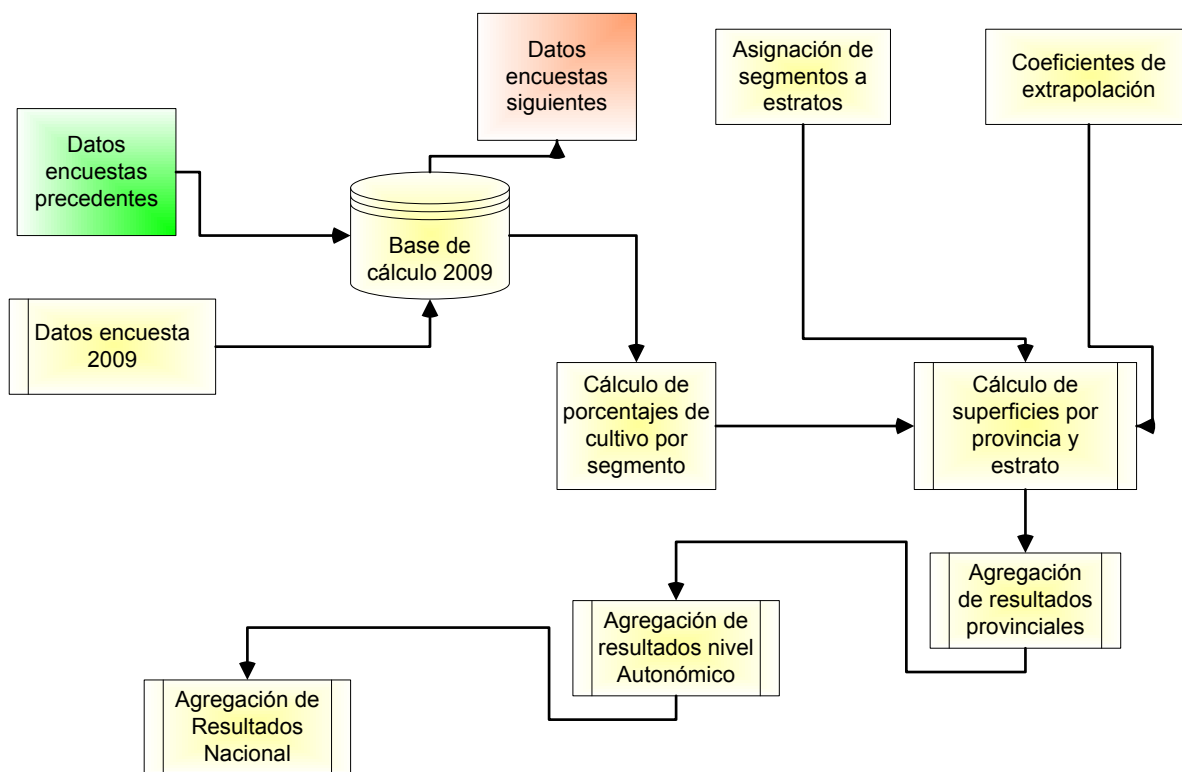 Datos
encuestas
siguientes
Asignación de
segmentos a
estratos
Coeficientes de
extrapolación
Datos
encuestas
precedentes
Base de
cálculo 2009
Datos encuesta
2009
Cálculo de
porcentajes de
cultivo por
segmento
Cálculo de
superficies por
provincia y
estrato
Agregación
de resultados
provinciales
Agregación de
resultados nivel
Autonómico
Agregación de
Resultados
Nacional